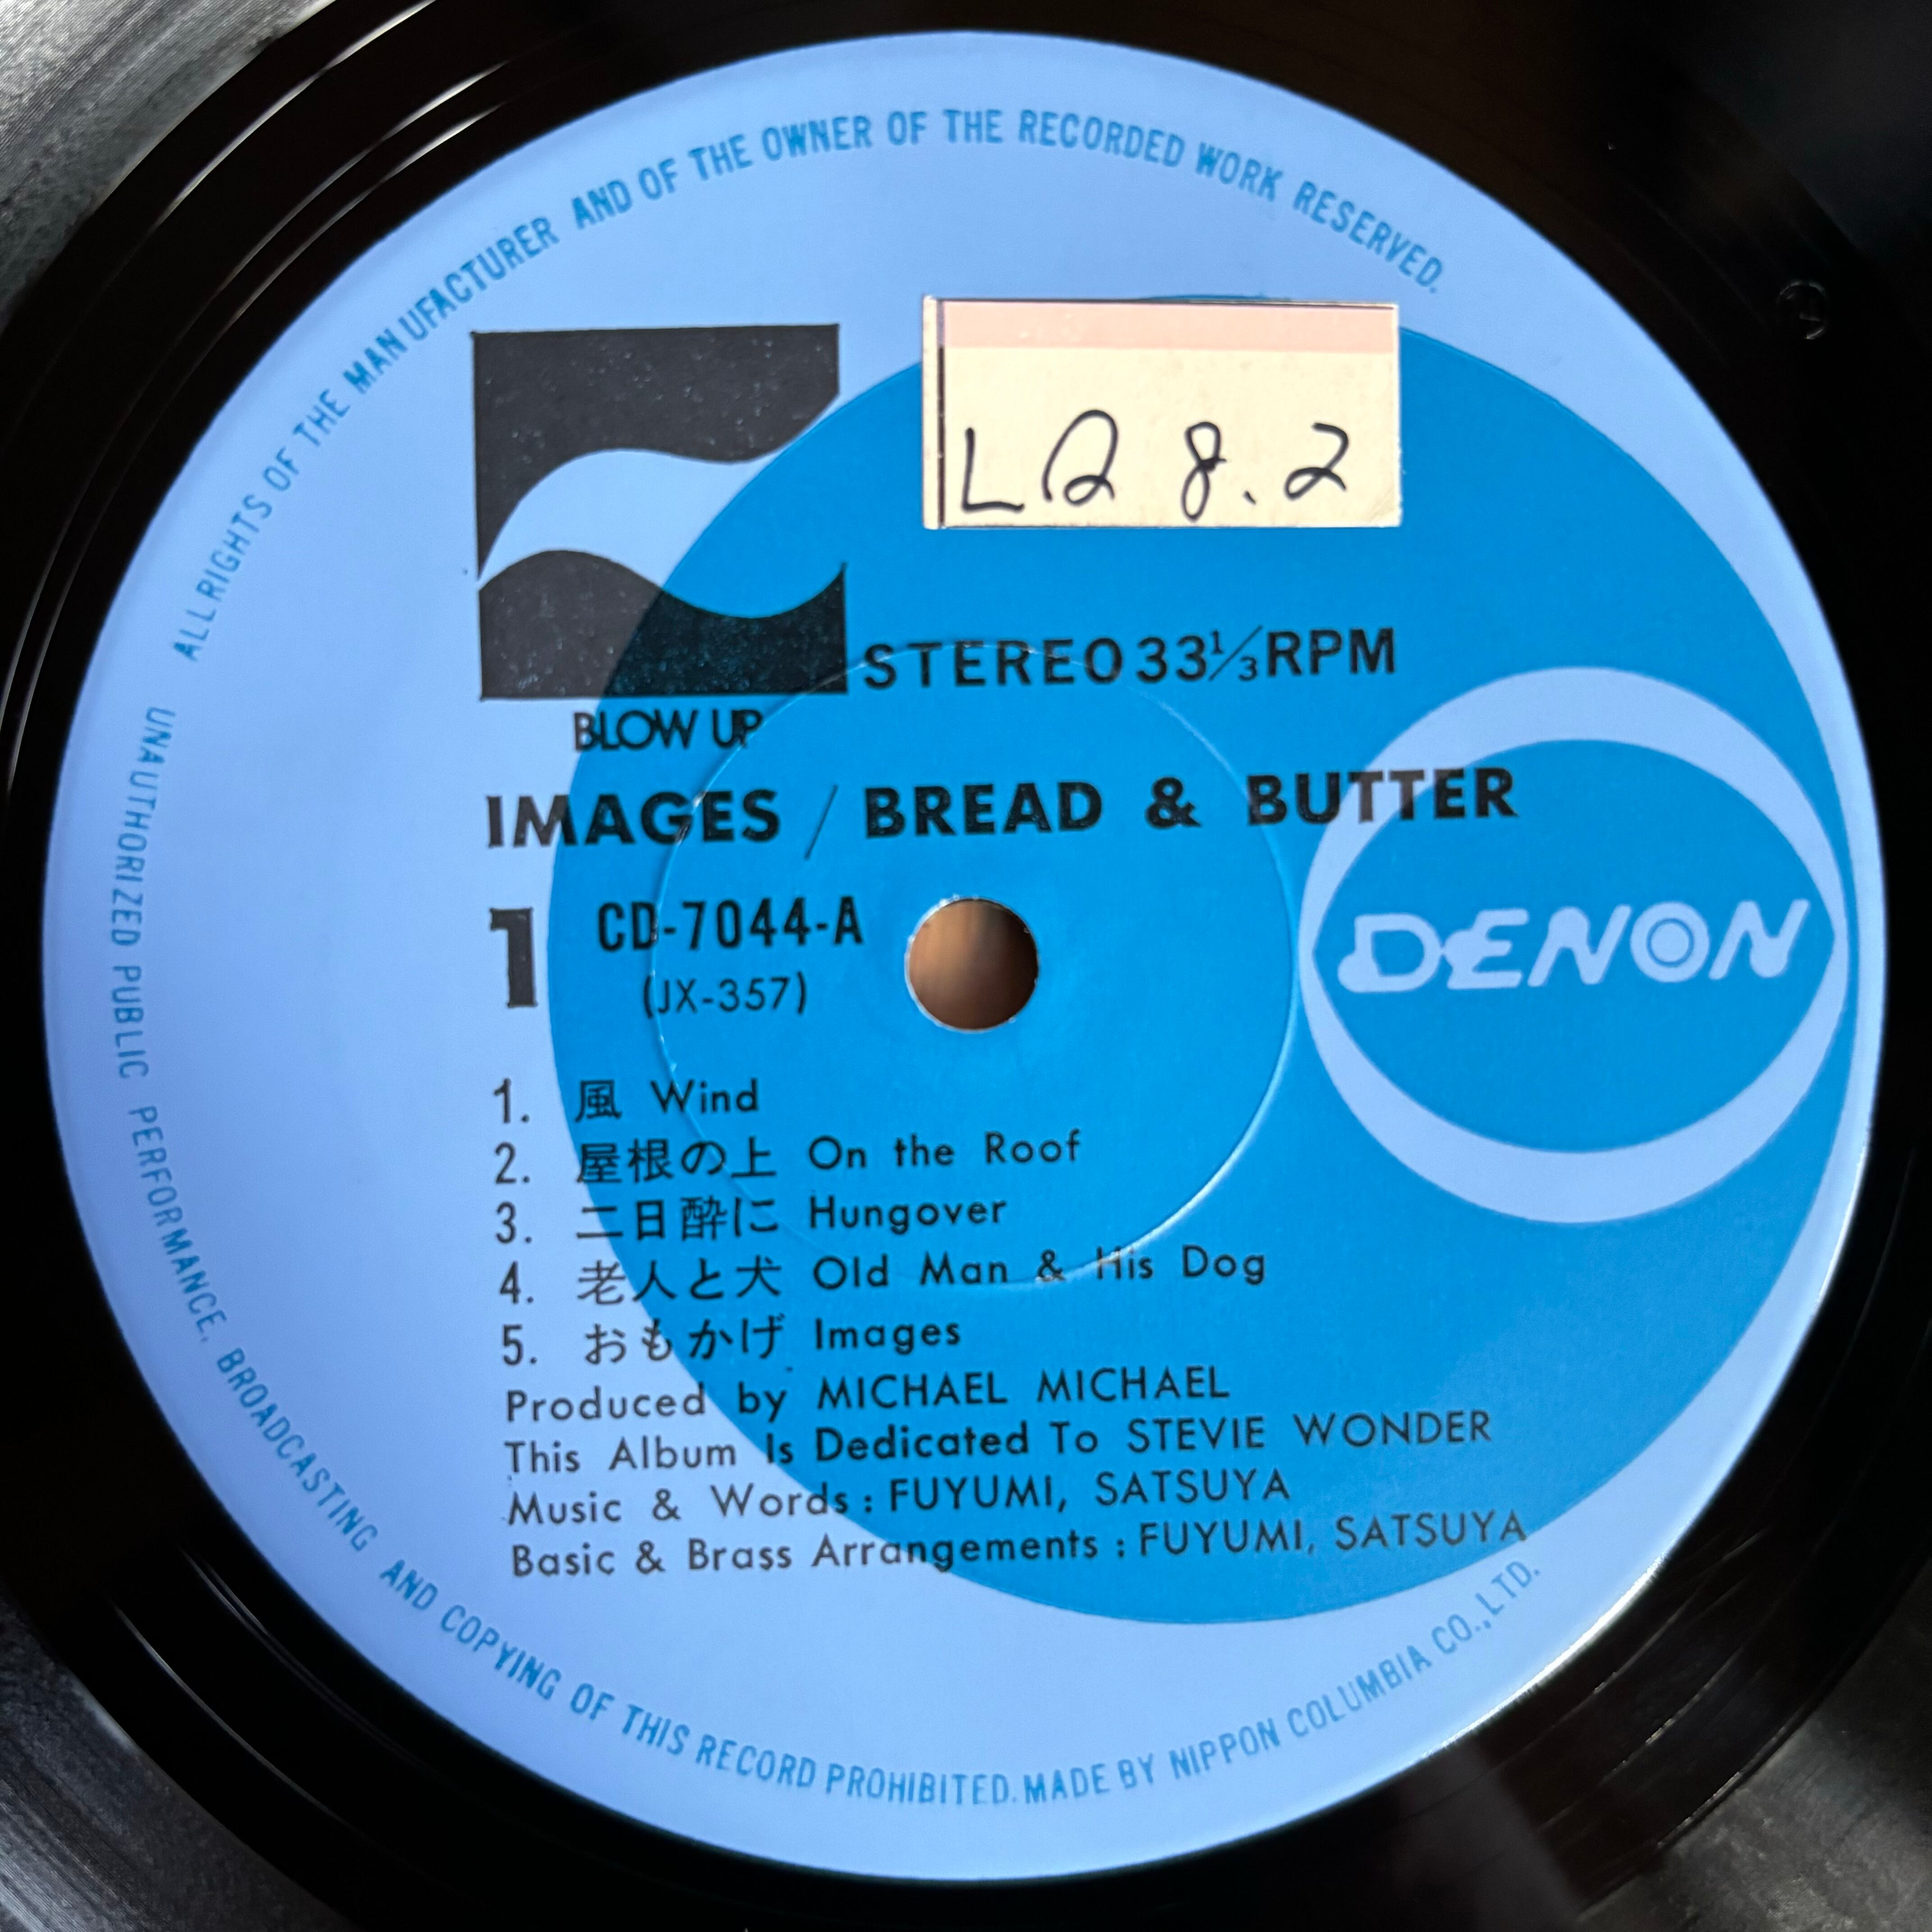 ALL RIGHTS OF THE MANUFACTURER AND OF THE OWNER OF THE RECORDED WORK RESERVED.
LQ 8.2
STEREO 33⅓ RPM
BLOW UP
IMAGES / BREAD & BUTTER
1 CD-7044-A
(JX-357)
DENON
1. 風 Wind
2. 屋根の上 On the Roof
3. 二日酔に Hungover
4. 老人と犬 Old Man & His Dog
5. おもかげ Images
Produced by MICHAEL MICHAEL
This Album Is Dedicated To STEVIE WONDER
Music & Words : FUYUMI, SATSUYA
Basic & Brass Arrangements : FUYUMI, SATSUYA
UNAUTHORIZED PUBLIC PERFORMANCE, BROADCASTING AND COPYING OF THIS RECORD PROHIBITED. MADE BY NIPPON COLUMBIA CO., LTD.